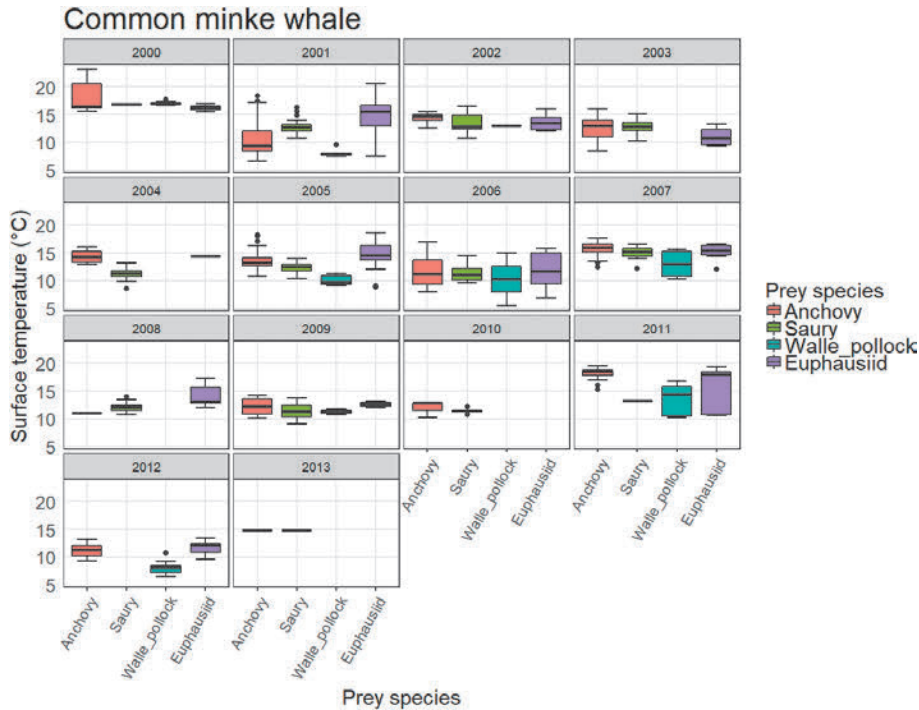 Common minke whale
2000 2001 2002 2003
20
15
10
5
2004 2005 2006 2007
20
15
10
5
2008 2009 2010 2011
20
15
10
5
2012 2013
20
15
10
5
Anchovy Saury Walle_pollock Euphausiid Anchovy Saury Walle_pollock Euphausiid Anchovy Saury Walle_pollock Euphausiid Anchovy Saury Walle_pollock Euphausiid
Surface temperature (°C)
Prey species
Prey species
Anchovy
Saury
Walle_pollock
Euphausiid